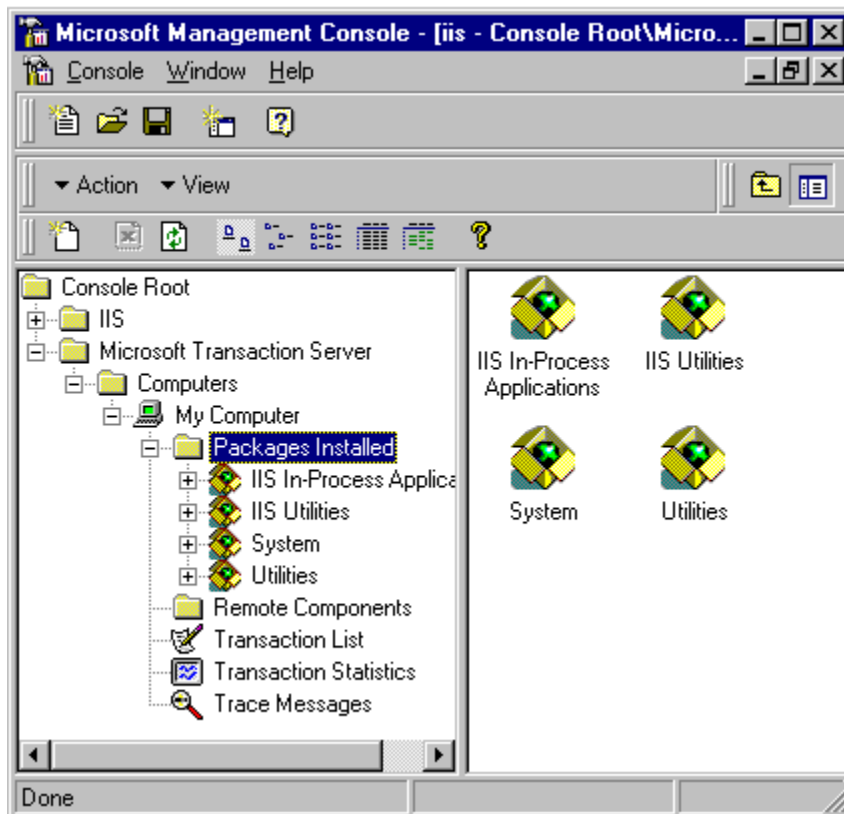 Microsoft Management Console - [iis - Console Root\Micro...
Console Window Help
Action View
Console Root
IIS
Microsoft Transaction Server
Computers
My Computer
Packages Installed
IIS In-Process Applica
IIS Utilities
System
Utilities
Remote Components
Transaction List
Transaction Statistics
Trace Messages
IIS In-Process
Applications
IIS Utilities
System
Utilities
Done